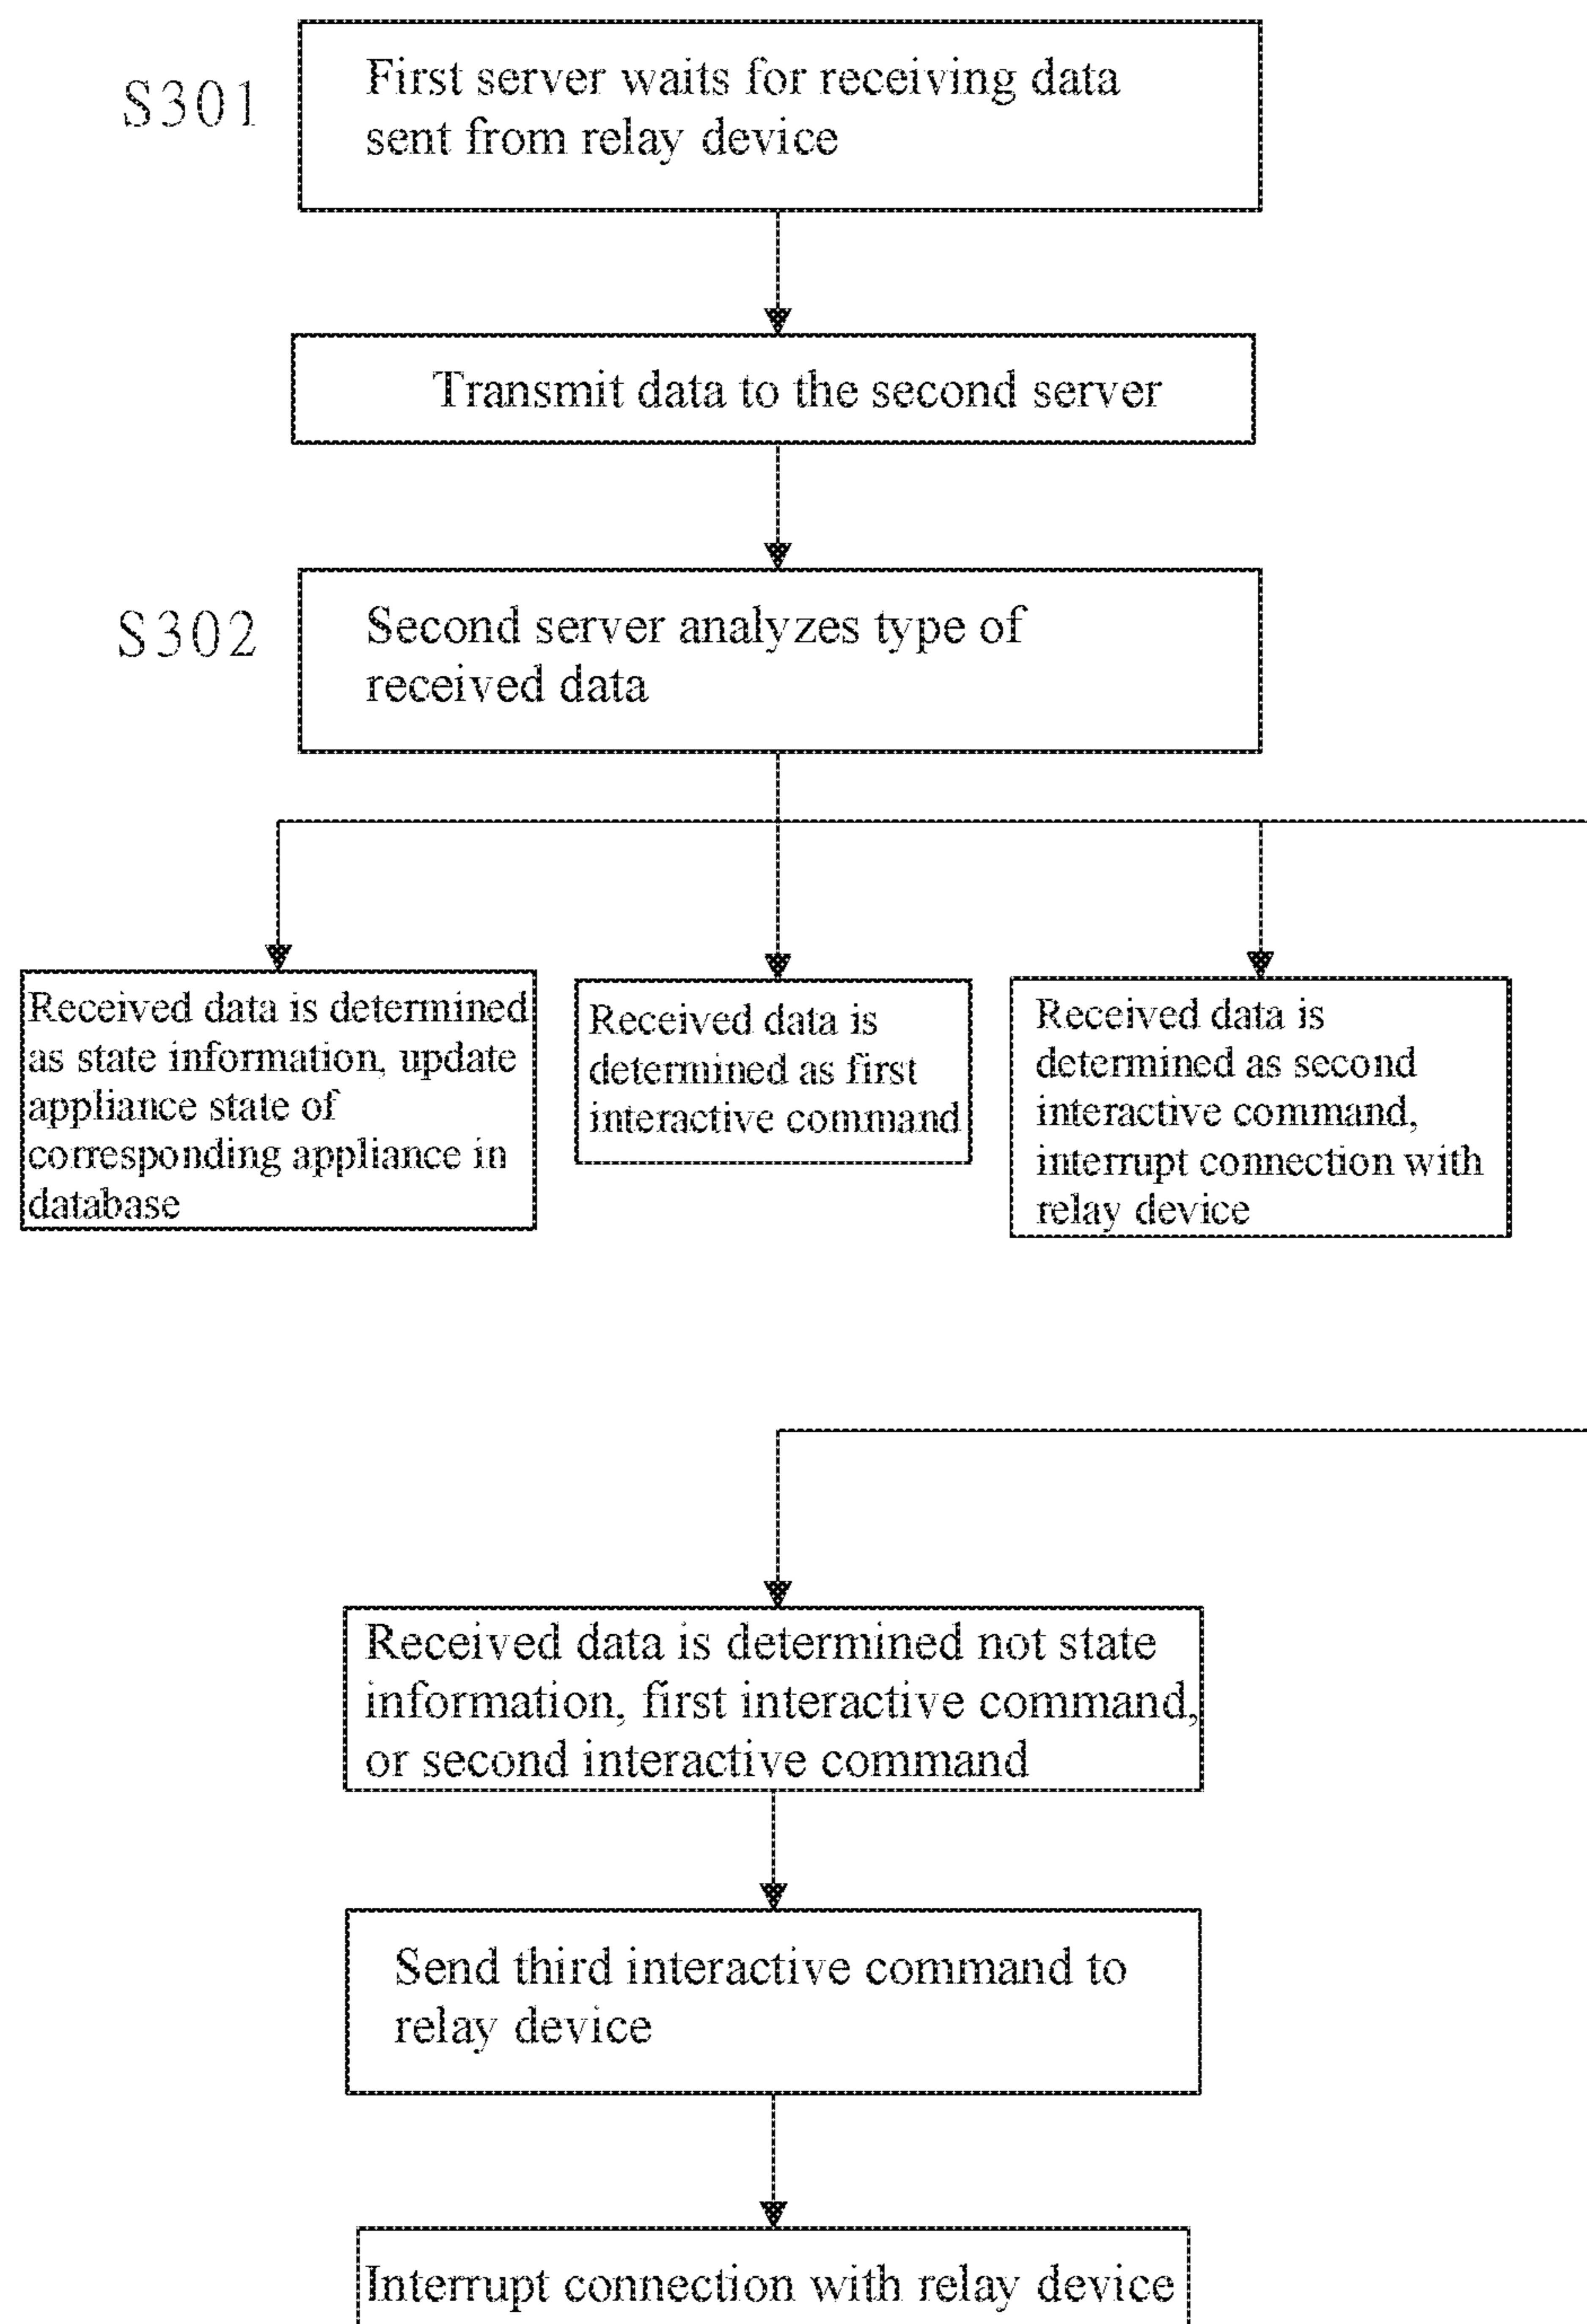 S301
First server waits for receiving data
sent from relay device
Transmit data to the second server
S302
Second server analyzes type of
received data
Received data is determined
as state information, update
appliance state of
corresponding appliance in
database
Received data is
determined as first
interactive command
Received data is
determined as second
interactive command,
interrupt connection with
relay device
Received data is determined not state
information, first interactive command,
or second interactive command
Send third interactive command to
relay device
Interrupt connection with relay device